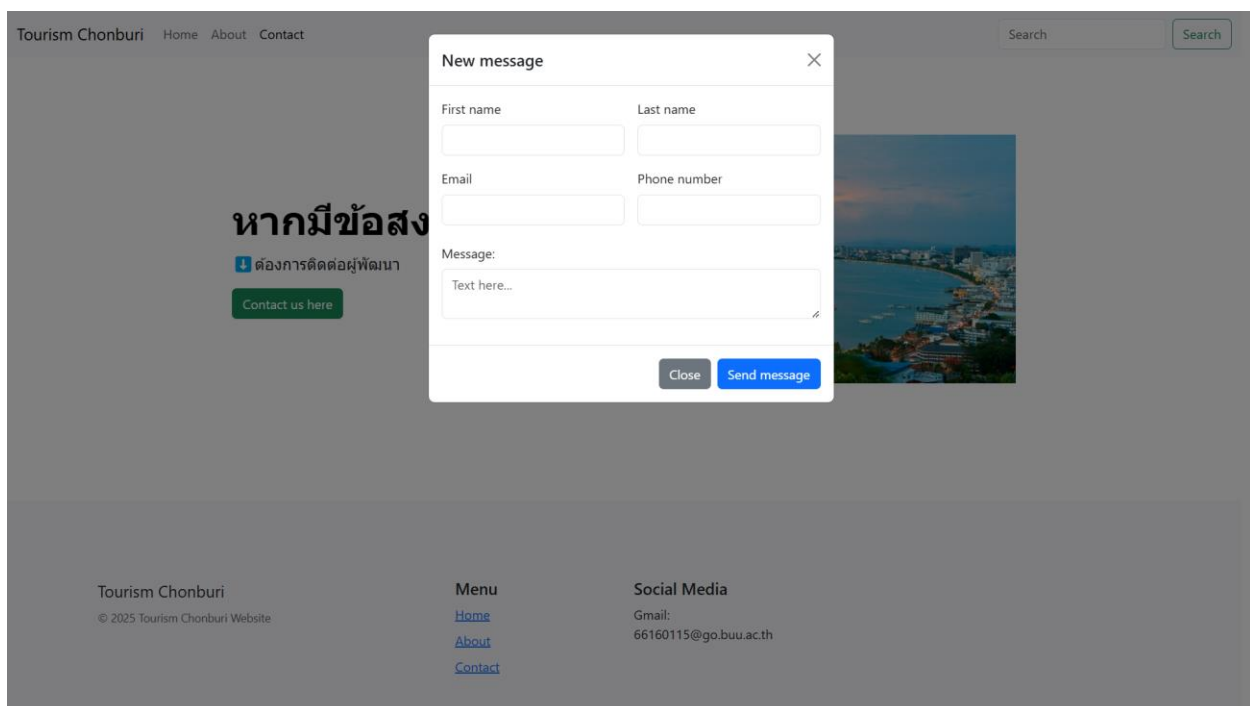 Tourism Chonburi Home About Contact Search Search
New message
First name Last name
Email Phone number
Message:
Text here...
Close Send message
หากมีข้อสง
⬇️ ต้องการติดต่อผู้พัฒนา
Contact us here
Tourism Chonburi
© 2025 Tourism Chonburi Website
Menu
Home
About
Contact
Social Media
Gmail:
66160115@go.buu.ac.th